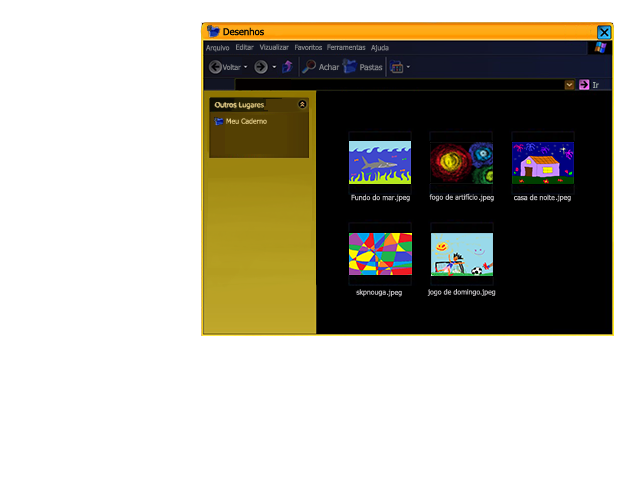 Desenhos
Arquivo Editar Vizualizar Favoritos Ferramentas Ajuda
Voltar Achar Pastas
Ir
Outros Lugares
Meu Caderno
Fundo do mar.jpeg fogo de artifício.jpeg casa de noite.jpeg
skpnouga.jpeg jogo de domingo.jpeg